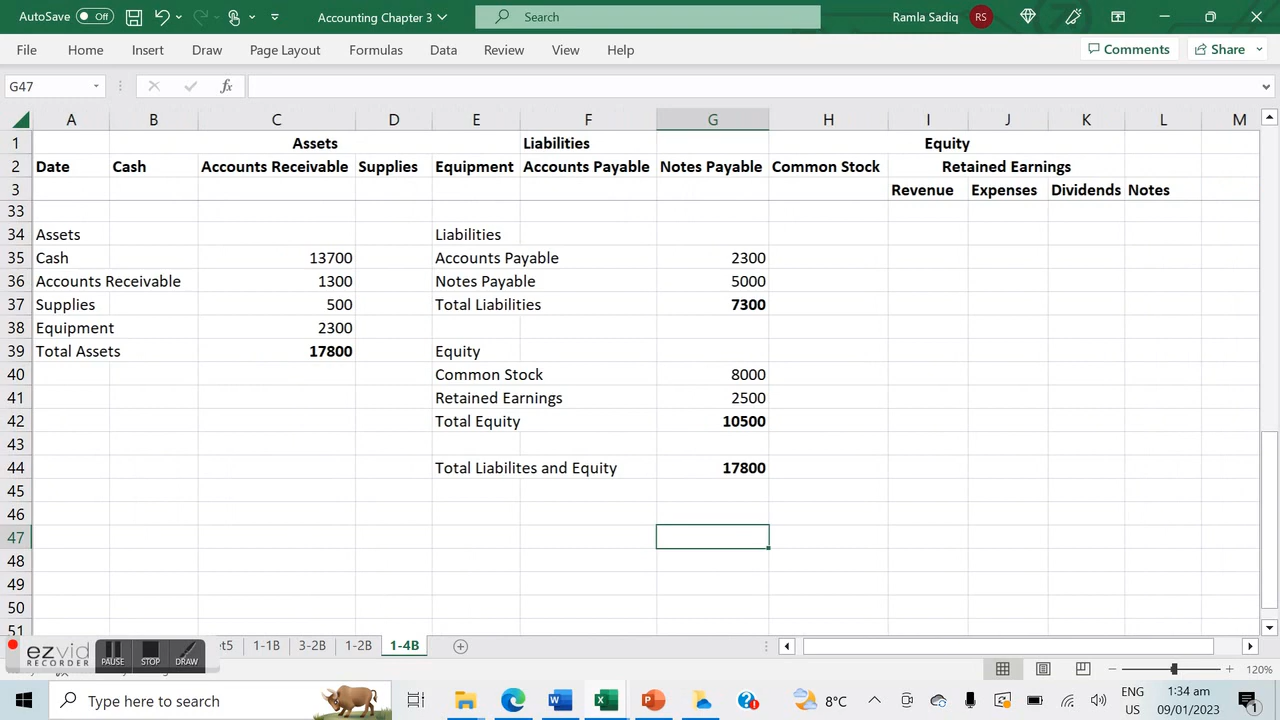 AutoSave Off Accounting Chapter 3 Search Ramla Sadiq RS
File Home Insert Draw Page Layout Formulas Data Review View Help Comments Share
G47 fx
A B C D E F G H I J K L M
1 Assets Liabilities Equity
2 Date Cash Accounts Receivable Supplies Equipment Accounts Payable Notes Payable Common Stock Retained Earnings
3 Revenue Expenses Dividends Notes
33
34 Assets Liabilities
35 Cash 13700 Accounts Payable 2300
36 Accounts Receivable 1300 Notes Payable 5000
37 Supplies 500 Total Liabilities 7300
38 Equipment 2300
39 Total Assets 17800 Equity
40 Common Stock 8000
41 Retained Earnings 2500
42 Total Equity 10500
43
44 Total Liabilites and Equity 17800
45
46
47
48
49
50
51
ezvid RECORDER PAUSE STOP DRAW t5 1-1B 3-2B 1-2B 1-4B
120%
Type here to search 8°C ENG US 1:34 am 09/01/2023 1